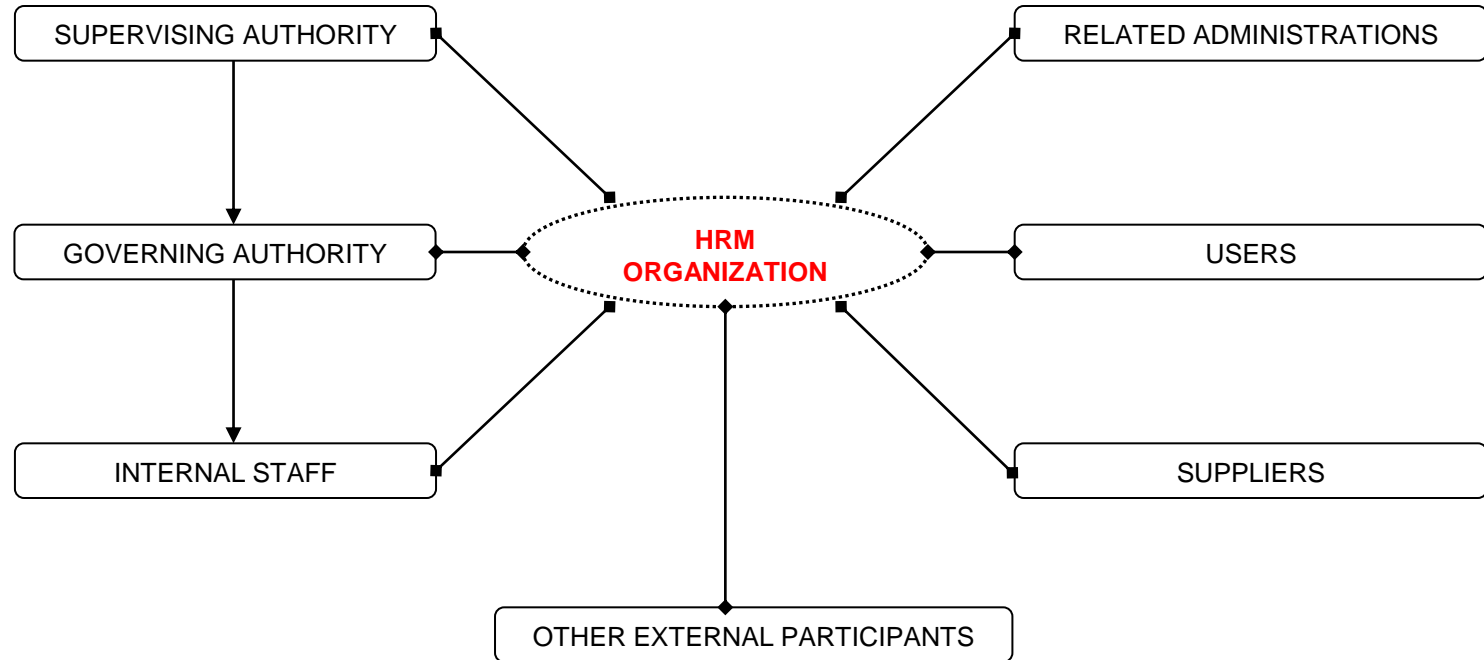 SUPERVISING AUTHORITY
RELATED ADMINISTRATIONS
GOVERNING AUTHORITY
HRM
ORGANIZATION
USERS
INTERNAL STAFF
SUPPLIERS
OTHER EXTERNAL PARTICIPANTS